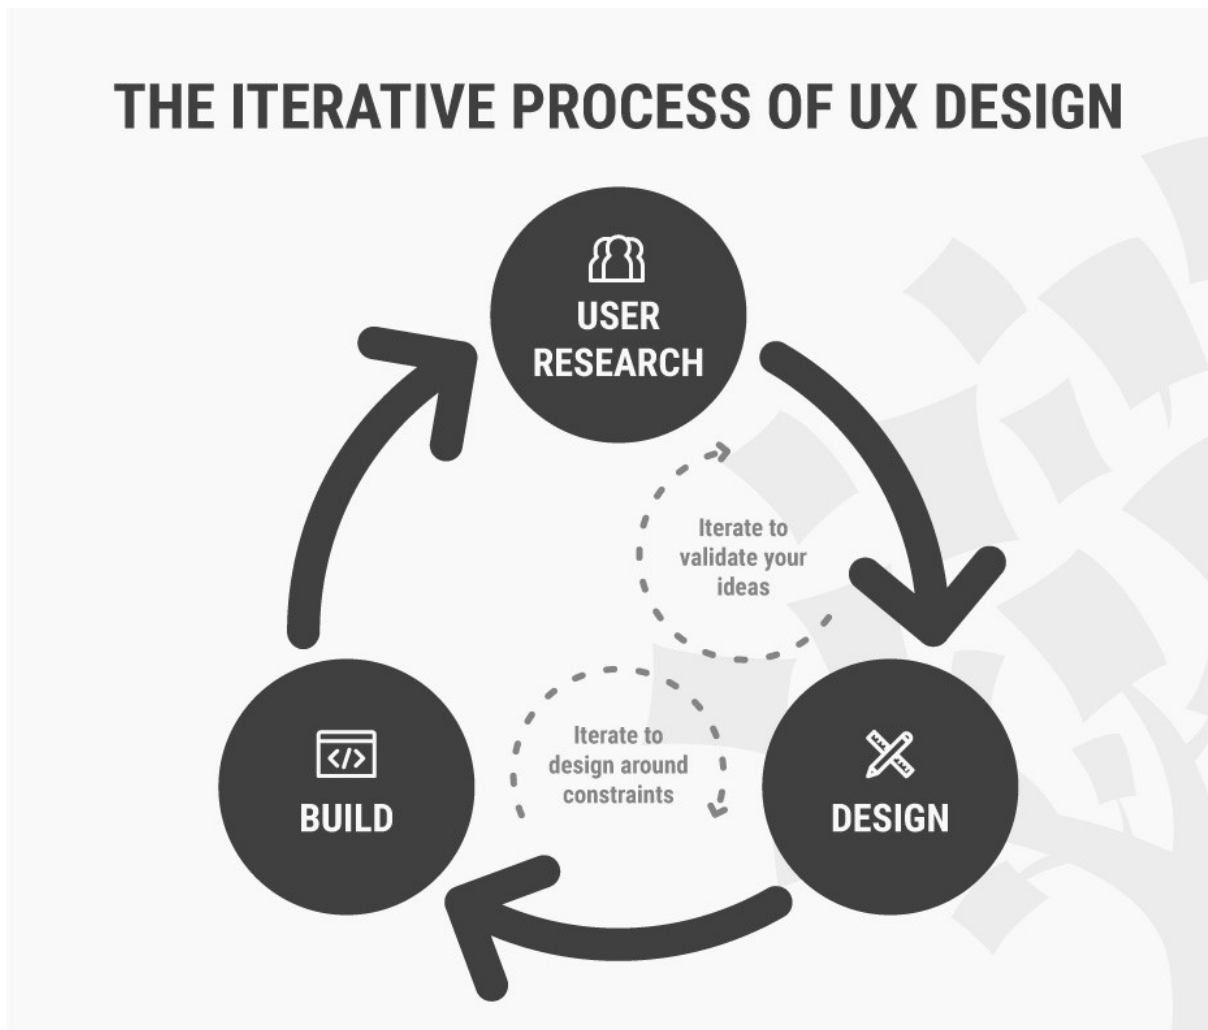 THE ITERATIVE PROCESS OF UX DESIGN
USER
RESEARCH
Iterate to
validate your
ideas
Iterate to
design around
constraints
</>
BUILD
DESIGN